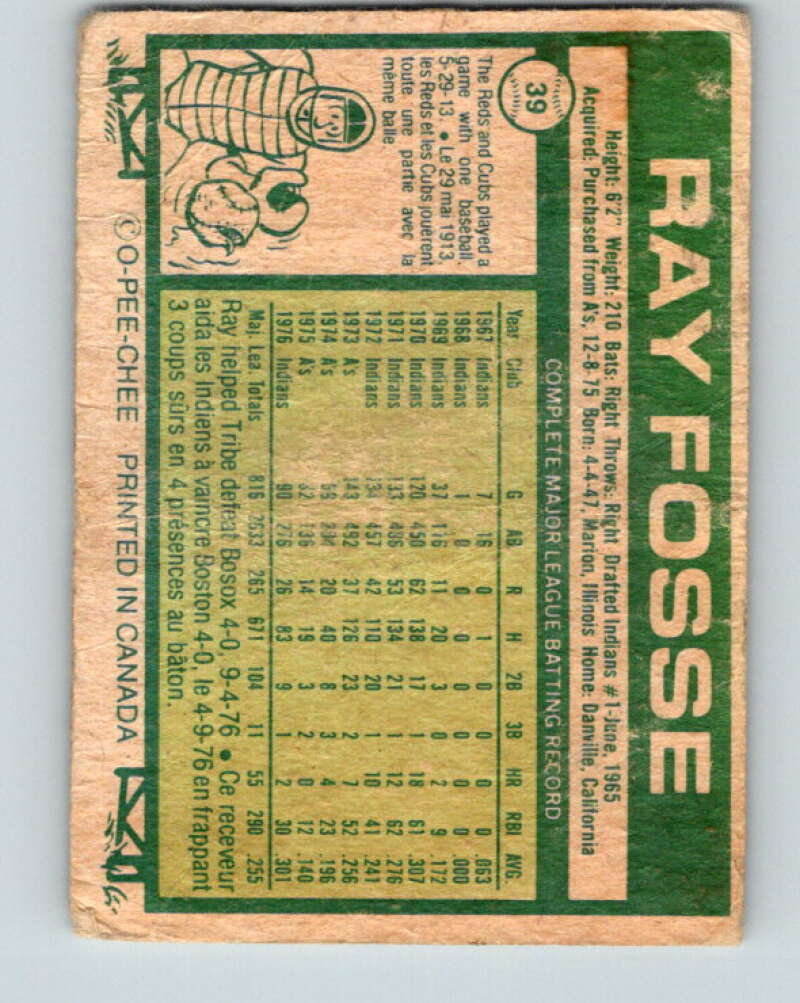 RAY FOSSE
Height: 6'2" Weight: 210 Bats: Right Throws: Right Drafted Indians #1-June, 1965
Acquired: Purchased from A's, 12-8-75 Born: 4-4-47, Marion, Illinois Home: Danville, California
39
COMPLETE MAJOR LEAGUE BATTING RECORD
The Reds and Cubs played a
game with one baseball,
5-29-13. • Le 29 mai 1913,
les Reds et les Cubs jouèrent
toute une partie avec la
même balle
Year Club G AB R H 2B 3B HR RBI AVG.
1967 Indians 7 16 0 1 0 0 0 0 .063
1968 Indians 1 0 0 0 0 0 0 0 .000
1969 Indians 37 116 11 20 3 0 2 9 .172
1970 Indians 120 450 62 138 17 1 18 61 .307
1971 Indians 133 486 53 134 21 1 12 62 .276
1972 Indians 134 457 42 110 20 1 10 41 .241
1973 A's 143 492 37 126 23 2 7 52 .256
1974 A's 69 204 20 40 8 3 4 23 .196
1975 A's 82 136 14 19 3 2 0 12 .140
1976 Indians 90 276 26 83 9 1 2 30 .301
Maj. Lea. Totals 816 2633 265 671 104 11 55 290 .255
Ray helped Tribe defeat Bosox 4-0, 9-4-76 • Ce receveur
aida les Indiens à vaincre Boston 4-0, le 4-9-76 en frappant
3 coups sûrs en 4 présences au bâton.
© O-PEE-CHEE PRINTED IN CANADA